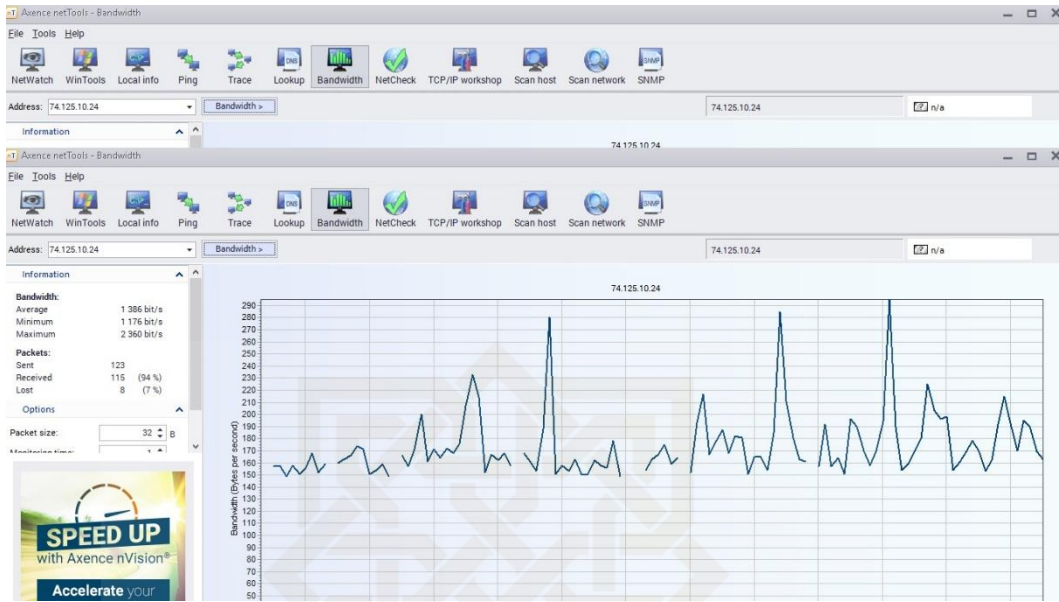 Axence netTools - Bandwidth
File Tools Help
NetWatch WinTools Local info Ping Trace Lookup Bandwidth NetCheck TCP/IP workshop Scan host Scan network SNMP
Address: 74.125.10.24 Bandwidth > 74.125.10.24 n/a
Information
74.125.10.24
Axence netTools - Bandwidth
File Tools Help
NetWatch WinTools Local info Ping Trace Lookup Bandwidth NetCheck TCP/IP workshop Scan host Scan network SNMP
Address: 74.125.10.24 Bandwidth > 74.125.10.24 n/a
Information
Bandwidth:
Average 1 386 bit/s
Minimum 1 176 bit/s
Maximum 2 360 bit/s
Packets:
Sent 123
Received 115 (94 %)
Lost 8 (7 %)
Options
Packet size: 32 B
Monitoring time: 1
SPEED UP
with Axence nVision®
Accelerate your
74.125.10.24
Bandwidth (Bytes per second)
290
280
270
260
250
240
230
220
210
200
190
180
170
160
150
140
130
120
110
100
90
80
70
60
50